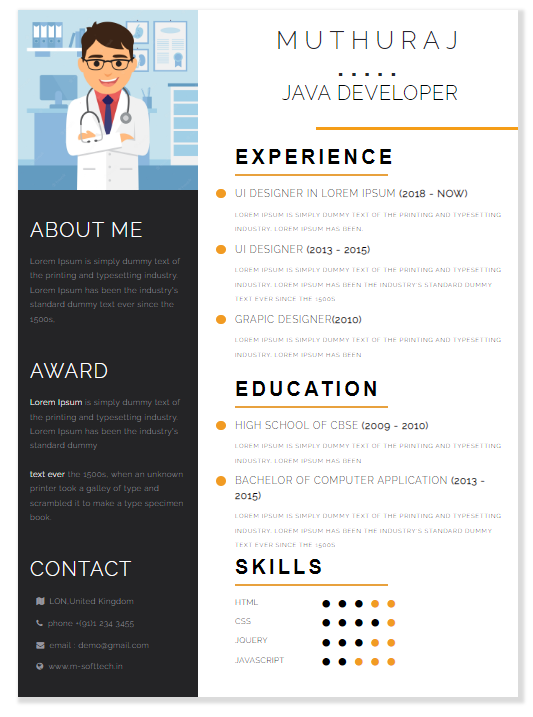 MUTHURAJ
JAVA DEVELOPER
ABOUT ME
Lorem Ipsum is simply dummy text of
the printing and typesetting industry.
Lorem Ipsum has been the industry's
standard dummy text ever since the
1500s,
AWARD
Lorem Ipsum is simply dummy text of
the printing and typesetting industry.
Lorem Ipsum has been the industry's
standard dummy
text ever the 1500s, when an unknown
printer took a galley of type and
scrambled it to make a type specimen
book.
CONTACT
LON,United Kingdom
phone +(91)1 234 3455
email : demo@gmail.com
www.m-softtech.in
EXPERIENCE
UI DESIGNER IN LOREM IPSUM (2018 - NOW)
LOREM IPSUM IS SIMPLY DUMMY TEXT OF THE PRINTING AND TYPESETTING
INDUSTRY. LOREM IPSUM HAS BEEN.
UI DESIGNER (2013 - 2015)
LOREM IPSUM IS SIMPLY DUMMY TEXT OF THE PRINTING AND TYPESETTING
INDUSTRY. LOREM IPSUM HAS BEEN THE INDUSTRY'S STANDARD DUMMY
TEXT EVER SINCE THE 1500S
GRAPIC DESIGNER(2010)
LOREM IPSUM IS SIMPLY DUMMY TEXT OF THE PRINTING AND TYPESETTING
INDUSTRY. LOREM IPSUM HAS BEEN
EDUCATION
HIGH SCHOOL OF CBSE (2009 - 2010)
LOREM IPSUM IS SIMPLY DUMMY TEXT OF THE PRINTING AND TYPESETTING
INDUSTRY. LOREM IPSUM HAS BEEN.
BACHELOR OF COMPUTER APPLICATION (2013 -
2015)
LOREM IPSUM IS SIMPLY DUMMY TEXT OF THE PRINTING AND TYPESETTING
INDUSTRY. LOREM IPSUM HAS BEEN THE INDUSTRY'S STANDARD DUMMY
TEXT EVER SINCE THE 1500S
SKILLS
HTML
CSS
JQUERY
JAVASCRIPT